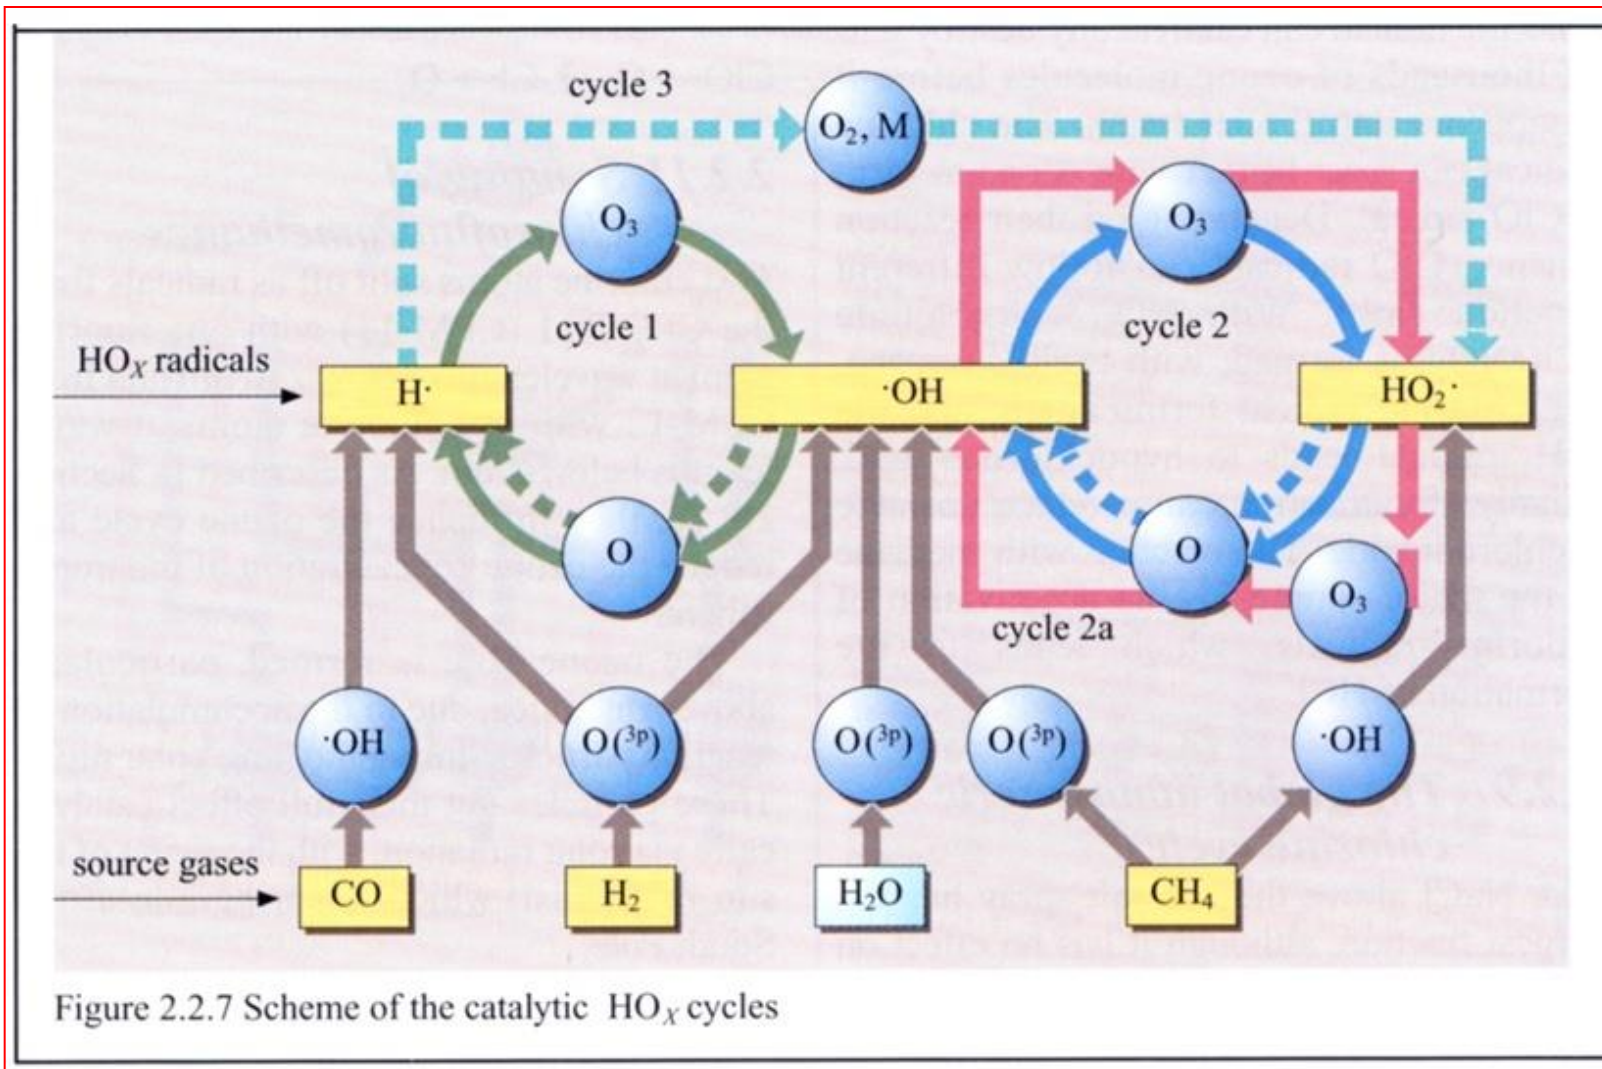 cycle 3
O₂, M
O₃
O₃
cycle 1
cycle 2
HOX radicals
H·
·OH
HO₂·
O
O
O₃
cycle 2a
·OH
O(³ᵖ)
O(³ᵖ)
O(³ᵖ)
·OH
source gases
CO
H₂
H₂O
CH₄
Figure 2.2.7 Scheme of the catalytic HOX cycles